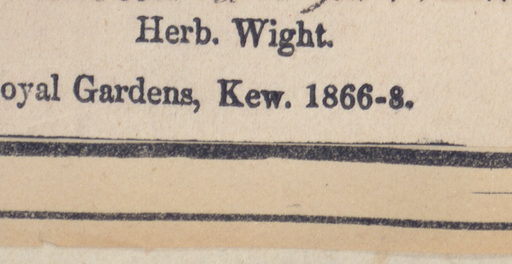 Herb. Wight.
oyal Gardens, Kew. 1866-8.